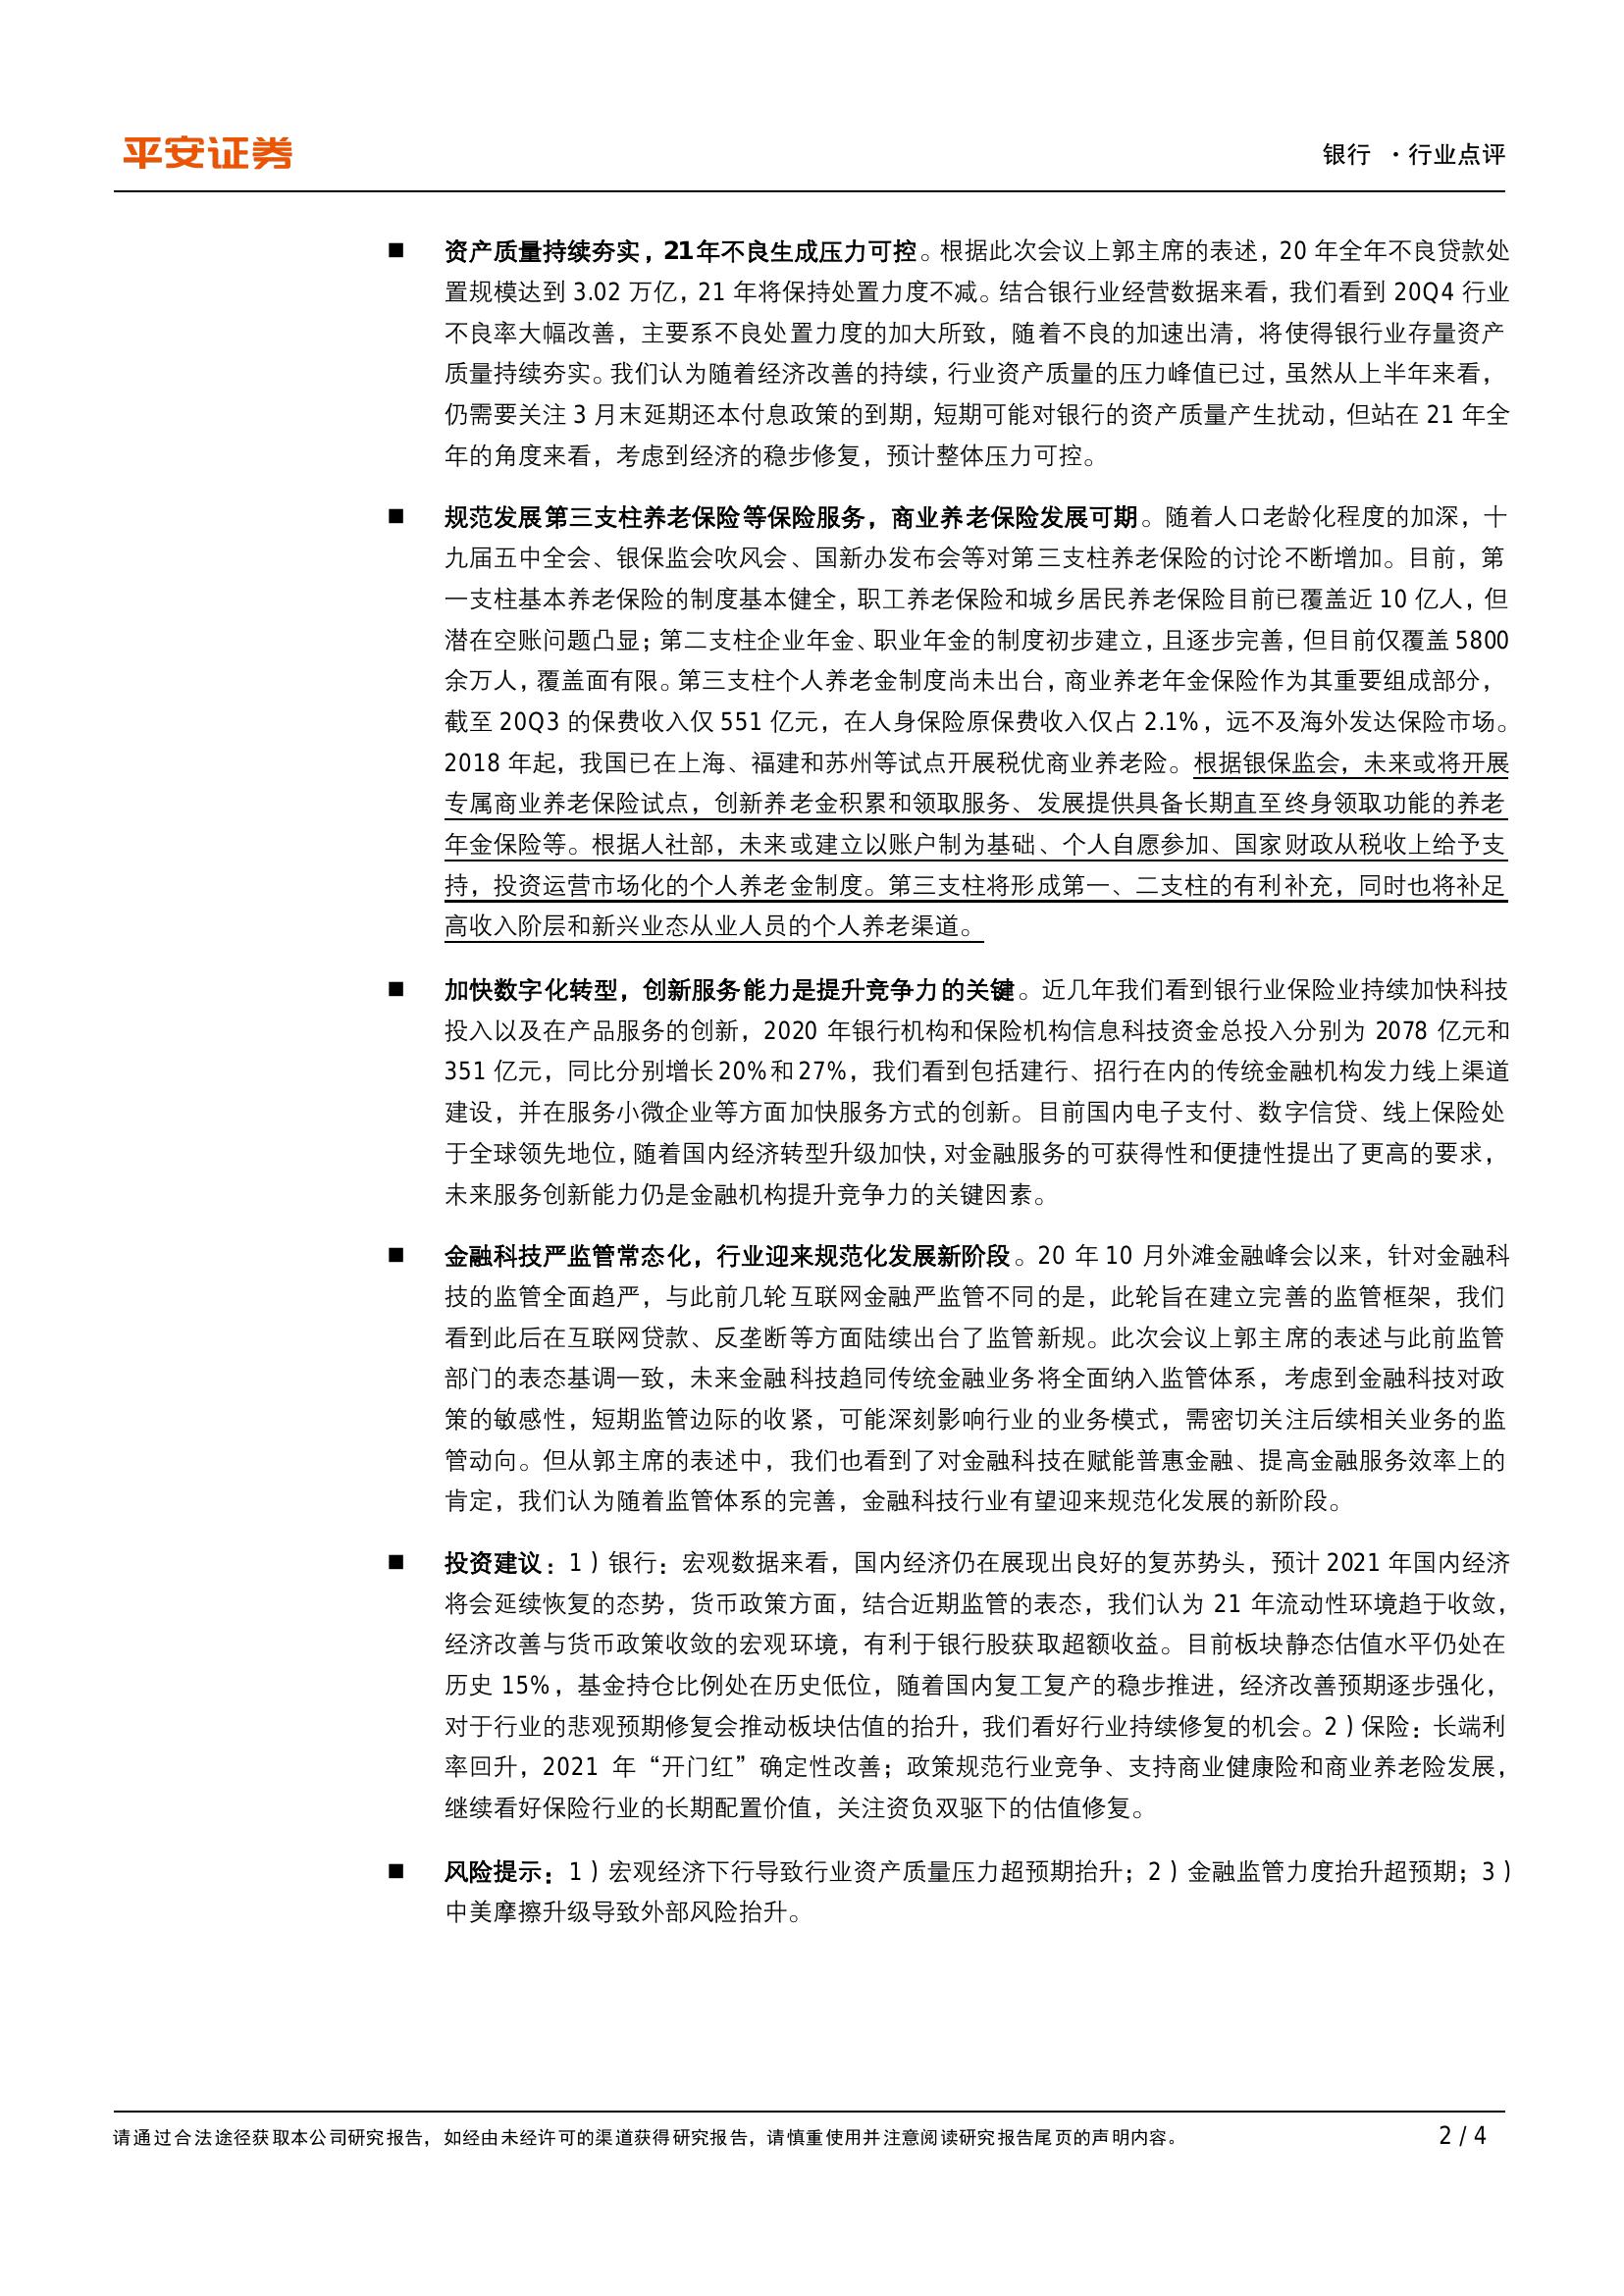 平安证券
银行 ·行业点评
■ 资产质量持续夯实，21年不良生成压力可控。根据此次会议上郭主席的表述，20 年全年不良贷款处
置规模达到 3.02 万亿，21 年将保持处置力度不减。结合银行业经营数据来看，我们看到 20Q4 行业
不良率大幅改善，主要系不良处置力度的加大所致，随着不良的加速出清，将使得银行业存量资产
质量持续夯实。我们认为随着经济改善的持续，行业资产质量的压力峰值已过，虽然从上半年来看，
仍需要关注 3 月末延期还本付息政策的到期，短期可能对银行的资产质量产生扰动，但站在 21 年全
年的角度来看，考虑到经济的稳步修复，预计整体压力可控。
■ 规范发展第三支柱养老保险等保险服务，商业养老保险发展可期。随着人口老龄化程度的加深，十
九届五中全会、银保监会吹风会、国新办发布会等对第三支柱养老保险的讨论不断增加。目前，第
一支柱基本养老保险的制度基本健全，职工养老保险和城乡居民养老保险目前已覆盖近 10 亿人，但
潜在空账问题凸显；第二支柱企业年金、职业年金的制度初步建立，且逐步完善，但目前仅覆盖 5800
余万人，覆盖面有限。第三支柱个人养老金制度尚未出台，商业养老年金保险作为其重要组成部分，
截至 20Q3 的保费收入仅 551 亿元，在人身保险原保费收入仅占 2.1%，远不及海外发达保险市场。
2018 年起，我国已在上海、福建和苏州等试点开展税优商业养老险。根据银保监会，未来或将开展
专属商业养老保险试点，创新养老金积累和领取服务、发展提供具备长期直至终身领取功能的养老
年金保险等。根据人社部，未来或建立以账户制为基础、个人自愿参加、国家财政从税收上给予支
持，投资运营市场化的个人养老金制度。第三支柱将形成第一、二支柱的有利补充，同时也将补足
高收入阶层和新兴业态从业人员的个人养老渠道。
■ 加快数字化转型，创新服务能力是提升竞争力的关键。近几年我们看到银行业保险业持续加快科技
投入以及在产品服务的创新，2020 年银行机构和保险机构信息科技资金总投入分别为 2078 亿元和
351 亿元，同比分别增长 20%和 27%，我们看到包括建行、招行在内的传统金融机构发力线上渠道
建设，并在服务小微企业等方面加快服务方式的创新。目前国内电子支付、数字信贷、线上保险处
于全球领先地位，随着国内经济转型升级加快，对金融服务的可获得性和便捷性提出了更高的要求，
未来服务创新能力仍是金融机构提升竞争力的关键因素。
■ 金融科技严监管常态化，行业迎来规范化发展新阶段。20 年 10 月外滩金融峰会以来，针对金融科
技的监管全面趋严，与此前几轮互联网金融严监管不同的是，此轮旨在建立完善的监管框架，我们
看到此后在互联网贷款、反垄断等方面陆续出台了监管新规。此次会议上郭主席的表述与此前监管
部门的表态基调一致，未来金融科技趋同传统金融业务将全面纳入监管体系，考虑到金融科技对政
策的敏感性，短期监管边际的收紧，可能深刻影响行业的业务模式，需密切关注后续相关业务的监
管动向。但从郭主席的表述中，我们也看到了对金融科技在赋能普惠金融、提高金融服务效率上的
肯定，我们认为随着监管体系的完善，金融科技行业有望迎来规范化发展的新阶段。
■ 投资建议：1）银行：宏观数据来看，国内经济仍在展现出良好的复苏势头，预计 2021 年国内经济
将会延续恢复的态势，货币政策方面，结合近期监管的表态，我们认为 21 年流动性环境趋于收敛，
经济改善与货币政策收敛的宏观环境，有利于银行股获取超额收益。目前板块静态估值水平仍处在
历史 15%，基金持仓比例处在历史低位，随着国内复工复产的稳步推进，经济改善预期逐步强化，
对于行业的悲观预期修复会推动板块估值的抬升，我们看好行业持续修复的机会。2）保险：长端利
率回升，2021 年“开门红”确定性改善；政策规范行业竞争、支持商业健康险和商业养老险发展，
继续看好保险行业的长期配置价值，关注资负双驱下的估值修复。
■ 风险提示：1）宏观经济下行导致行业资产质量压力超预期抬升；2）金融监管力度抬升超预期；3）
中美摩擦升级导致外部风险抬升。
请通过合法途径获取本公司研究报告，如经由未经许可的渠道获得研究报告，请慎重使用并注意阅读研究报告尾页的声明内容。 2 / 4